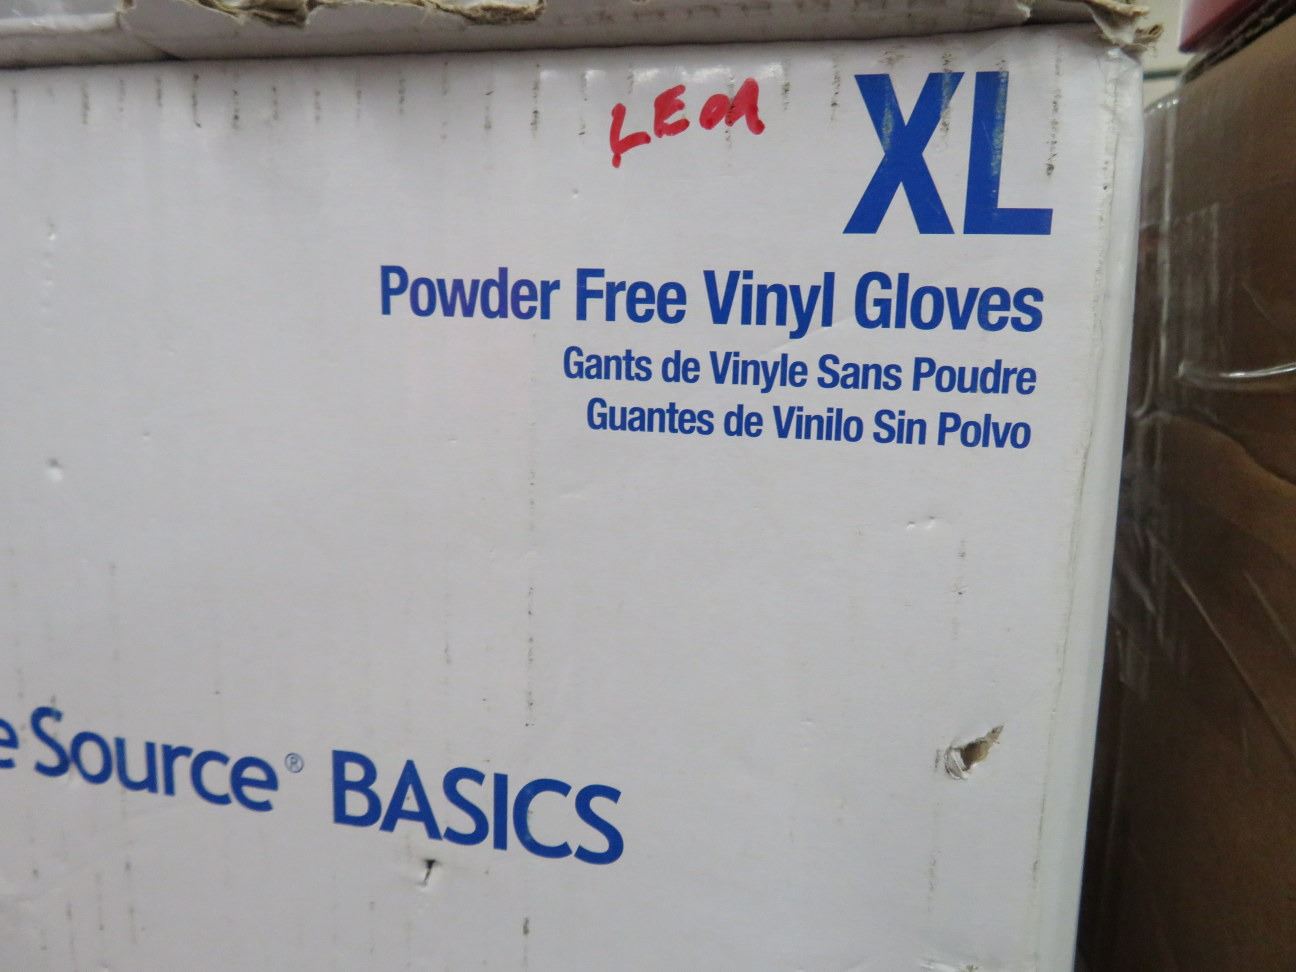 XL
Powder Free Vinyl Gloves
Gants de Vinyle Sans Poudre
Guantes de Vinilo Sin Polvo
e Source® BASICS